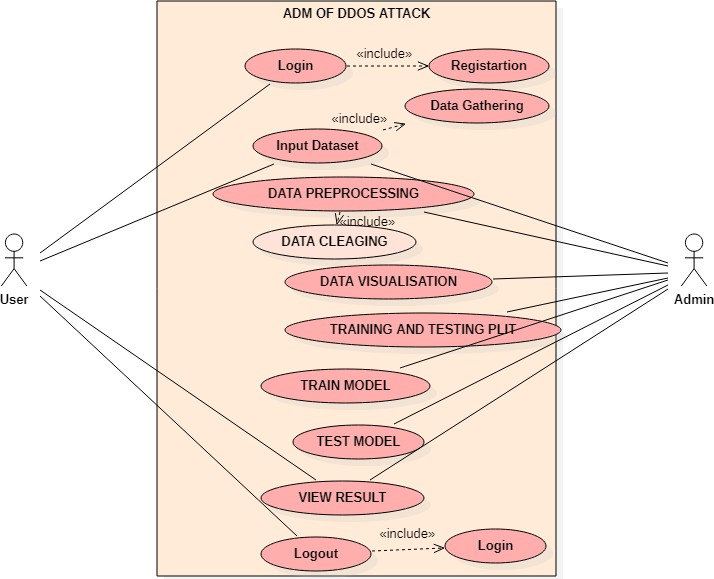 ADM OF DDOS ATTACK
Login
«include»
Registartion
Data Gathering
«include»
Input Dataset
DATA PREPROCESSING
«include»
DATA CLEAGING
DATA VISUALISATION
User
Admin
TRAINING AND TESTING PLIT
TRAIN MODEL
TEST MODEL
VIEW RESULT
Logout
«include»
Login